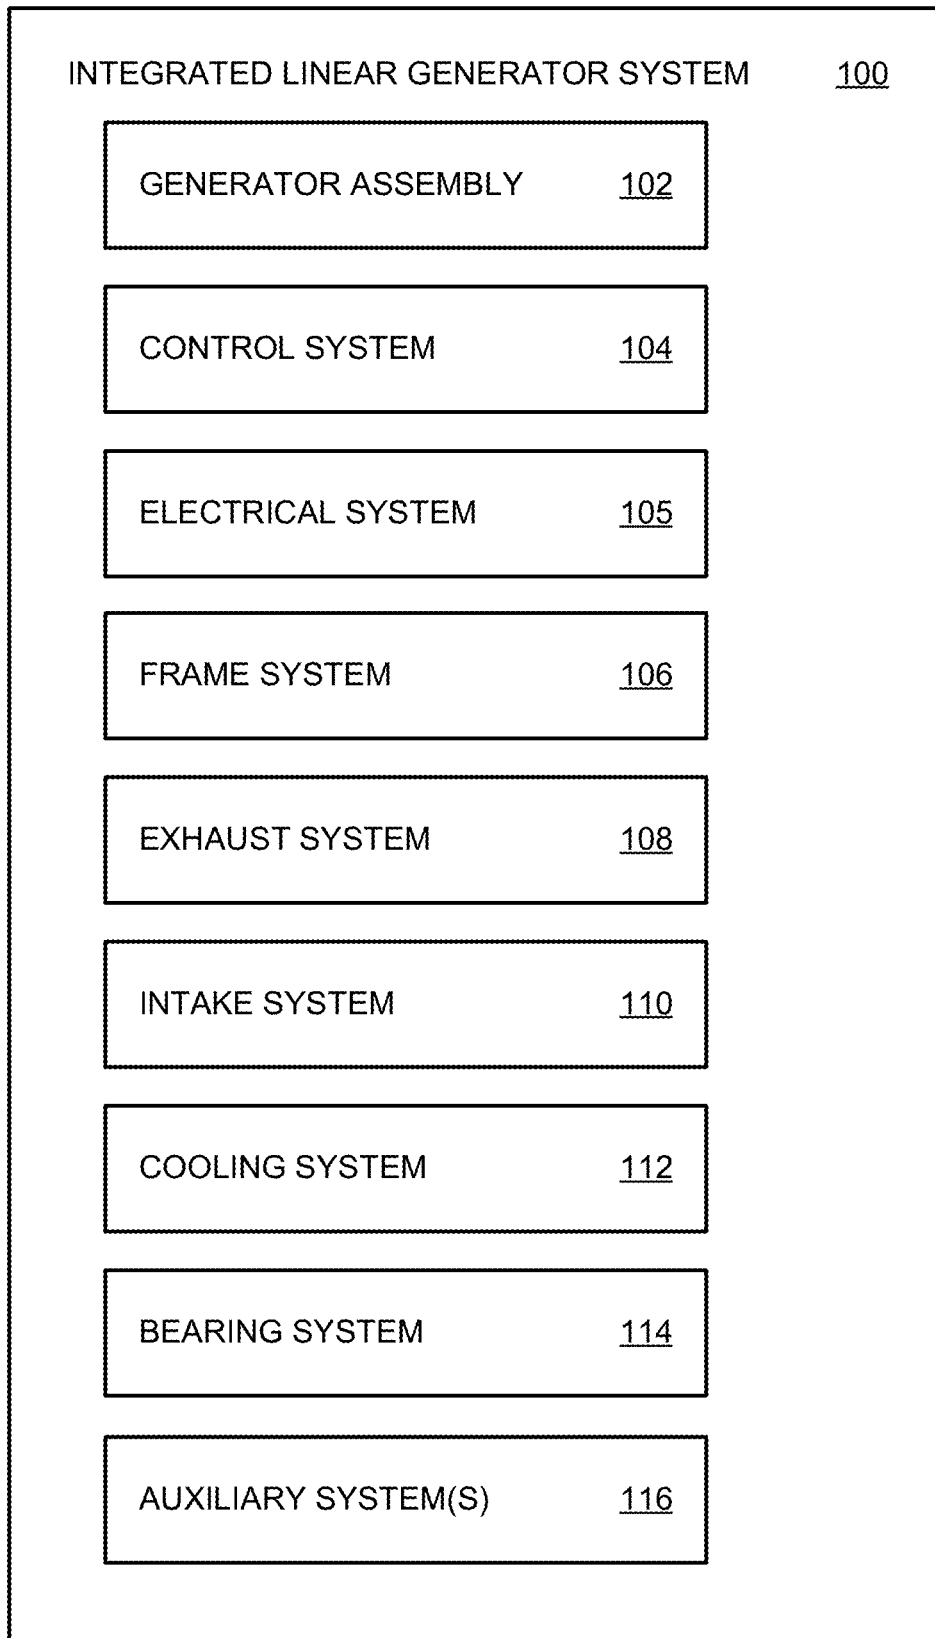 INTEGRATED LINEAR GENERATOR SYSTEM 100
GENERATOR ASSEMBLY 102
CONTROL SYSTEM 104
ELECTRICAL SYSTEM 105
FRAME SYSTEM 106
EXHAUST SYSTEM 108
INTAKE SYSTEM 110
COOLING SYSTEM 112
BEARING SYSTEM 114
AUXILIARY SYSTEM(S) 116